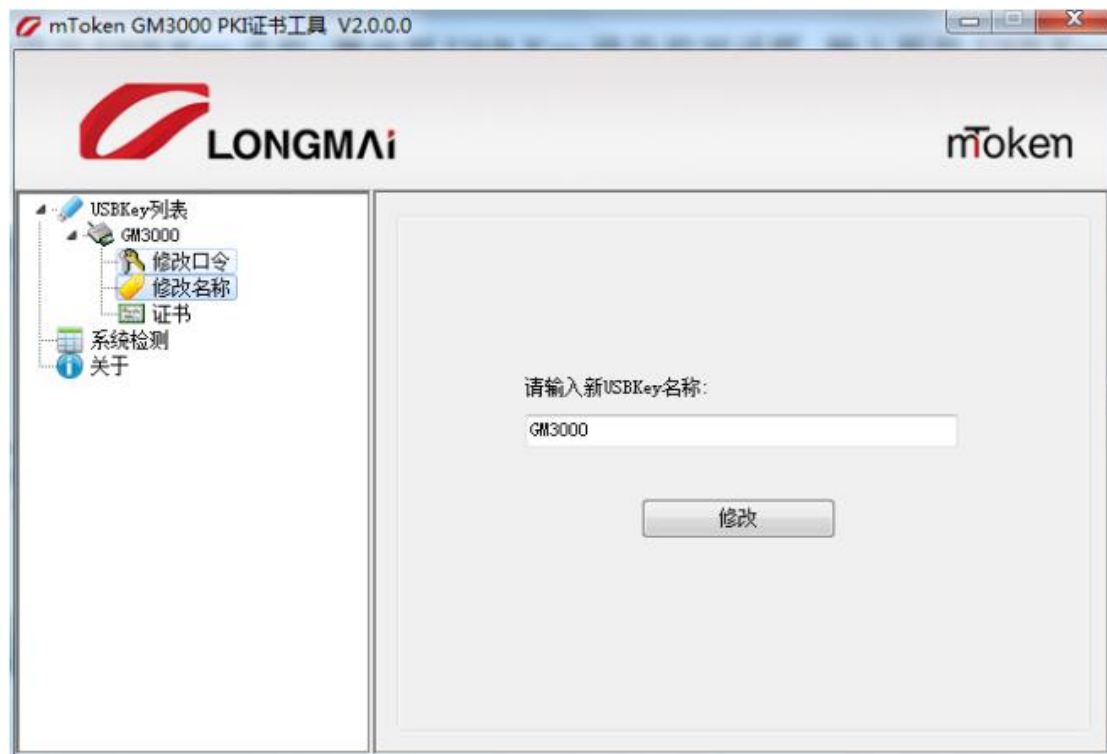 mToken GM3000 PKI证书工具 V2.0.0.0
LONGMAi
mToken
USBKey列表
GM3000
修改口令
修改名称
证书
系统检测
关于
请输入新USBKey名称:
GM3000
修改